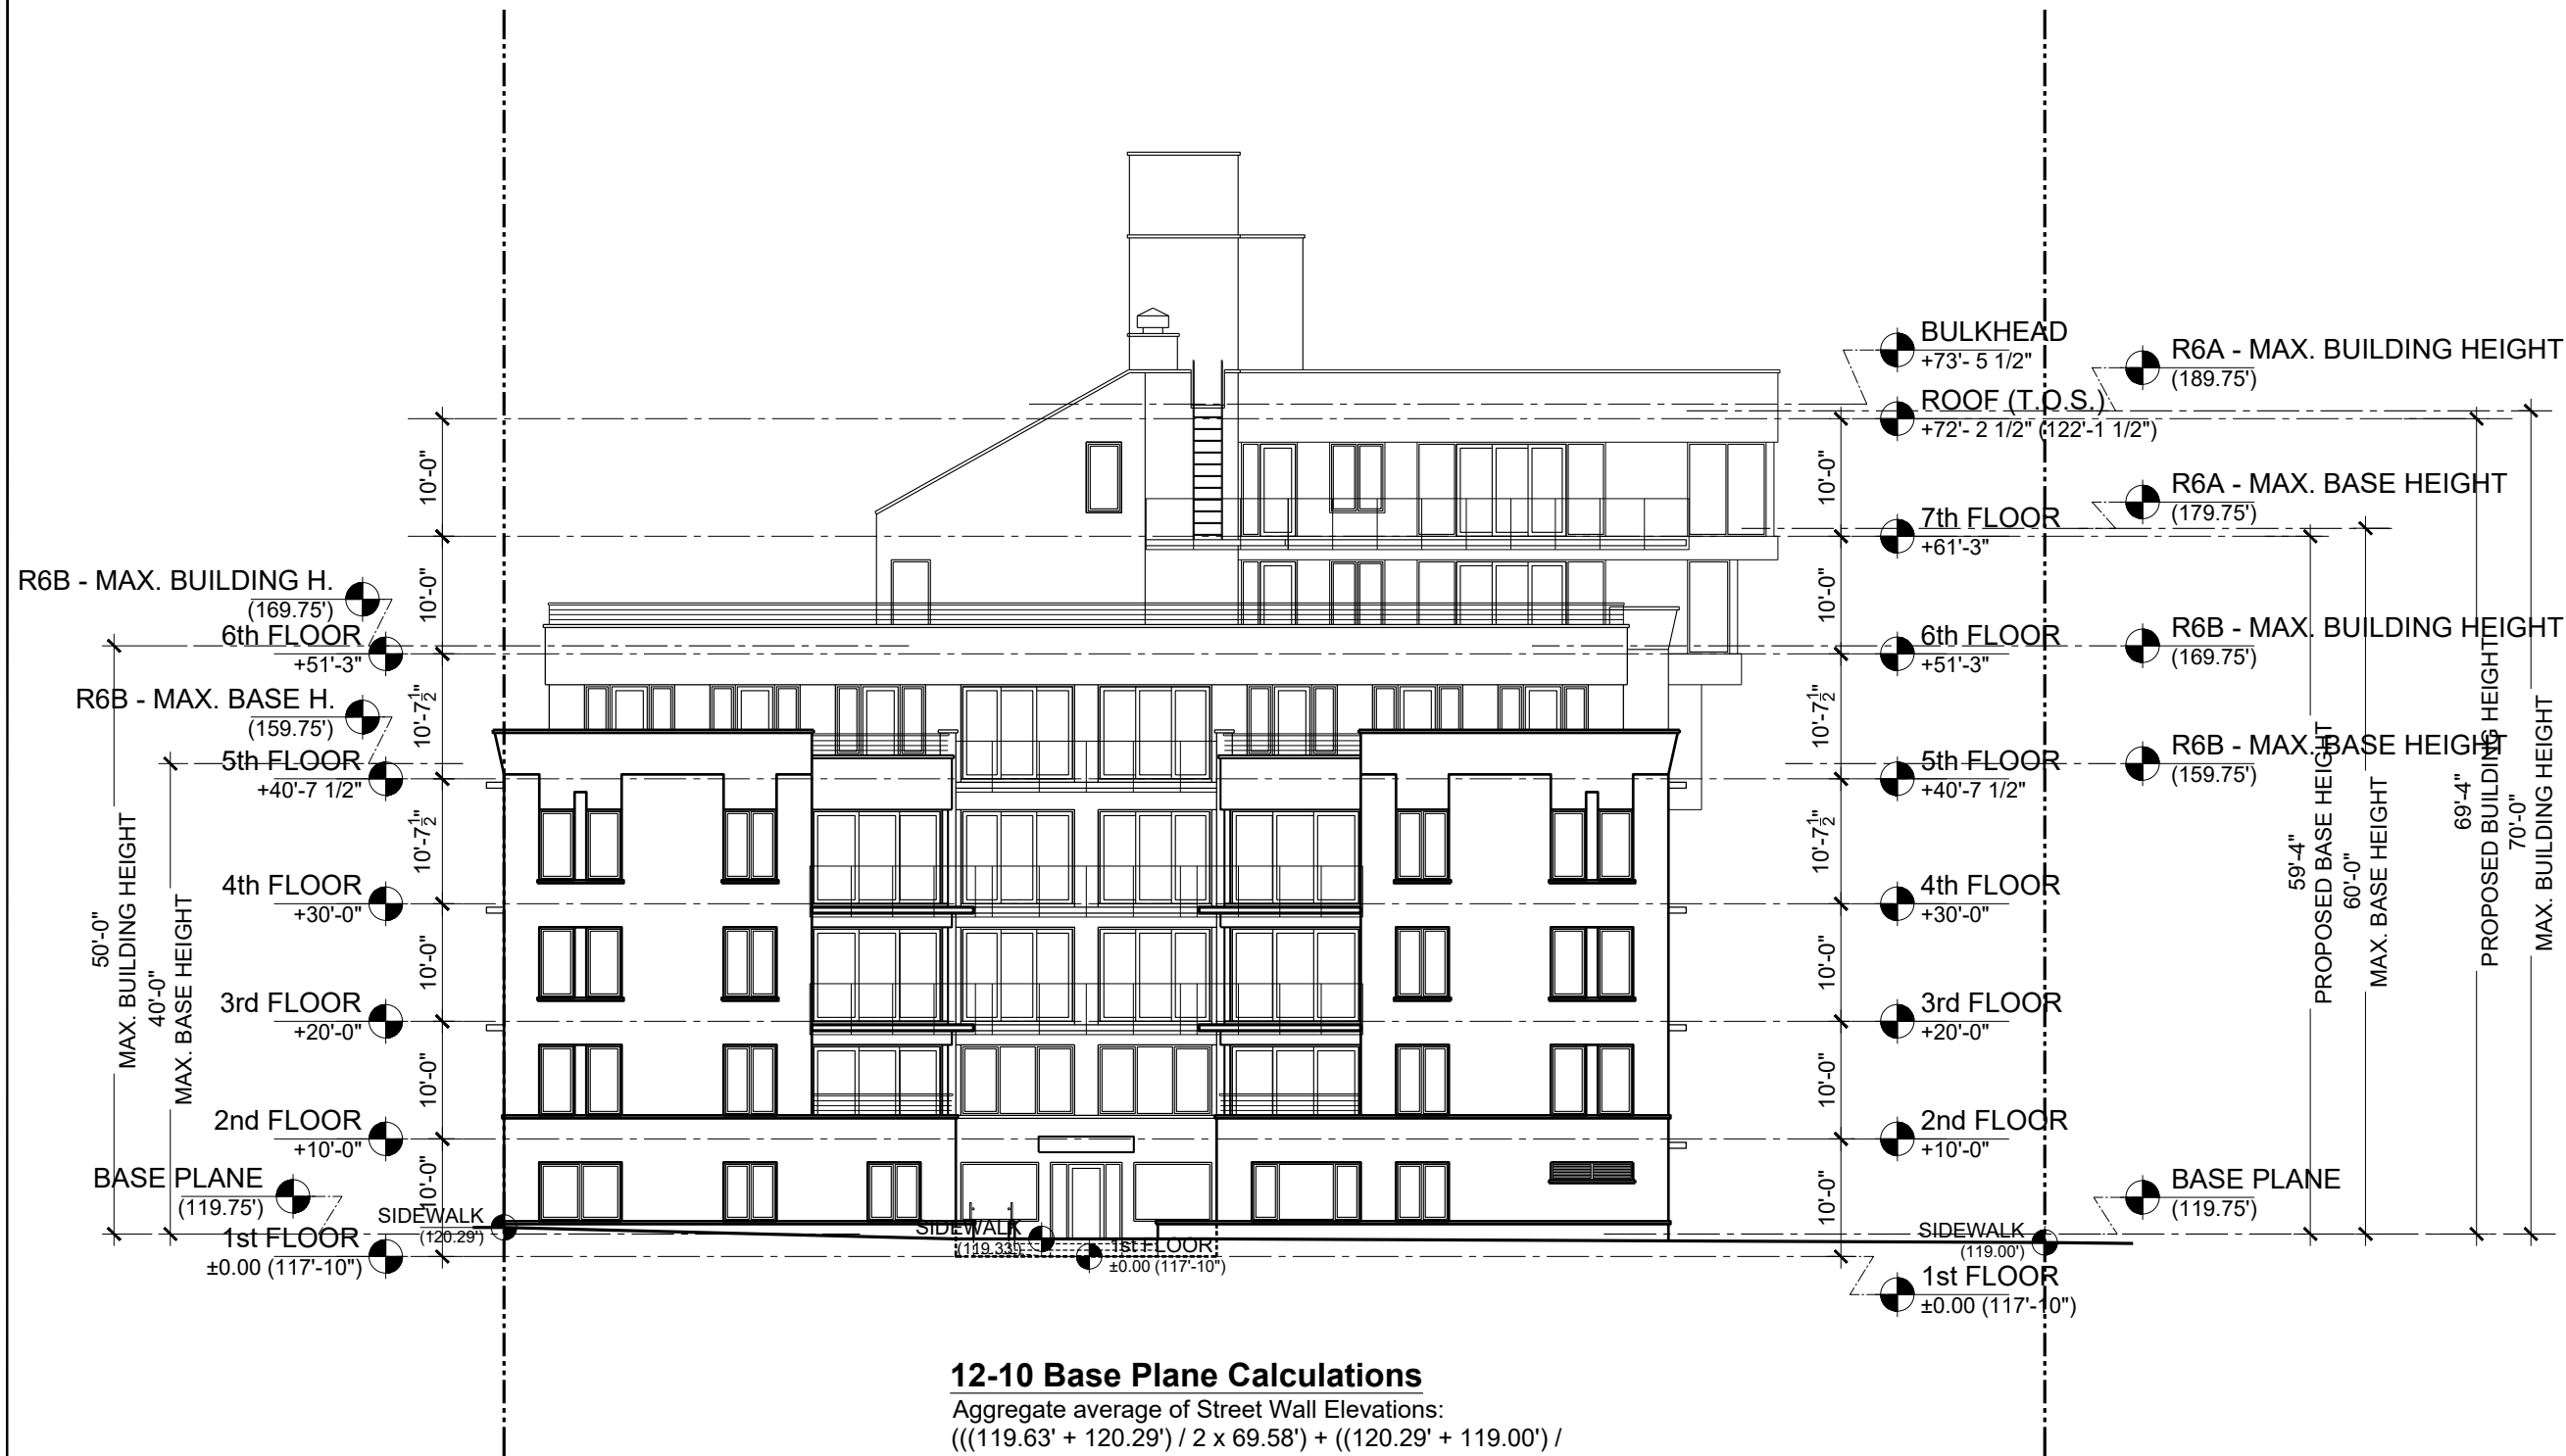 BULKHEAD
+73'- 5 1/2"
R6A - MAX. BUILDING HEIGHT
(189.75')
ROOF (T.O.S.)
+72'- 2 1/2" (122'-1 1/2")
10'-0"
10'-0"
R6A - MAX. BASE HEIGHT
(179.75')
7th FLOOR
+61'-3"
R6B - MAX. BUILDING H.
(169.75')
10'-0"
10'-0"
6th FLOOR
+51'-3"
6th FLOOR
+51'-3"
R6B - MAX. BUILDING HEIGHT
(169.75')
R6B - MAX. BASE H.
(159.75')
10'-7 1/2"
10'-7 1/2"
5th FLOOR
+40'-7 1/2"
5th FLOOR
+40'-7 1/2"
R6B - MAX. BASE HEIGHT
(159.75')
10'-7 1/2"
10'-7 1/2"
50'-0"
MAX. BUILDING HEIGHT
40'-0"
MAX. BASE HEIGHT
59'-4"
PROPOSED BASE HEIGHT
60'-0"
MAX. BASE HEIGHT
69'-4"
PROPOSED BUILDING HEIGHT
70'-0"
MAX. BUILDING HEIGHT
4th FLOOR
+30'-0"
4th FLOOR
+30'-0"
10'-0"
10'-0"
3rd FLOOR
+20'-0"
3rd FLOOR
+20'-0"
10'-0"
10'-0"
2nd FLOOR
+10'-0"
2nd FLOOR
+10'-0"
10'-0"
10'-0"
BASE PLANE
(119.75')
BASE PLANE
(119.75')
SIDEWALK
(120.29')
SIDEWALK
(119.33')
SIDEWALK
(119.00')
1st FLOOR
±0.00 (117'-10")
1st FLOOR
±0.00 (117'-10")
1st FLOOR
±0.00 (117'-10")
12-10 Base Plane Calculations
Aggregate average of Street Wall Elevations:
(((119.63' + 120.29') / 2 x 69.58') + ((120.29' + 119.00') /